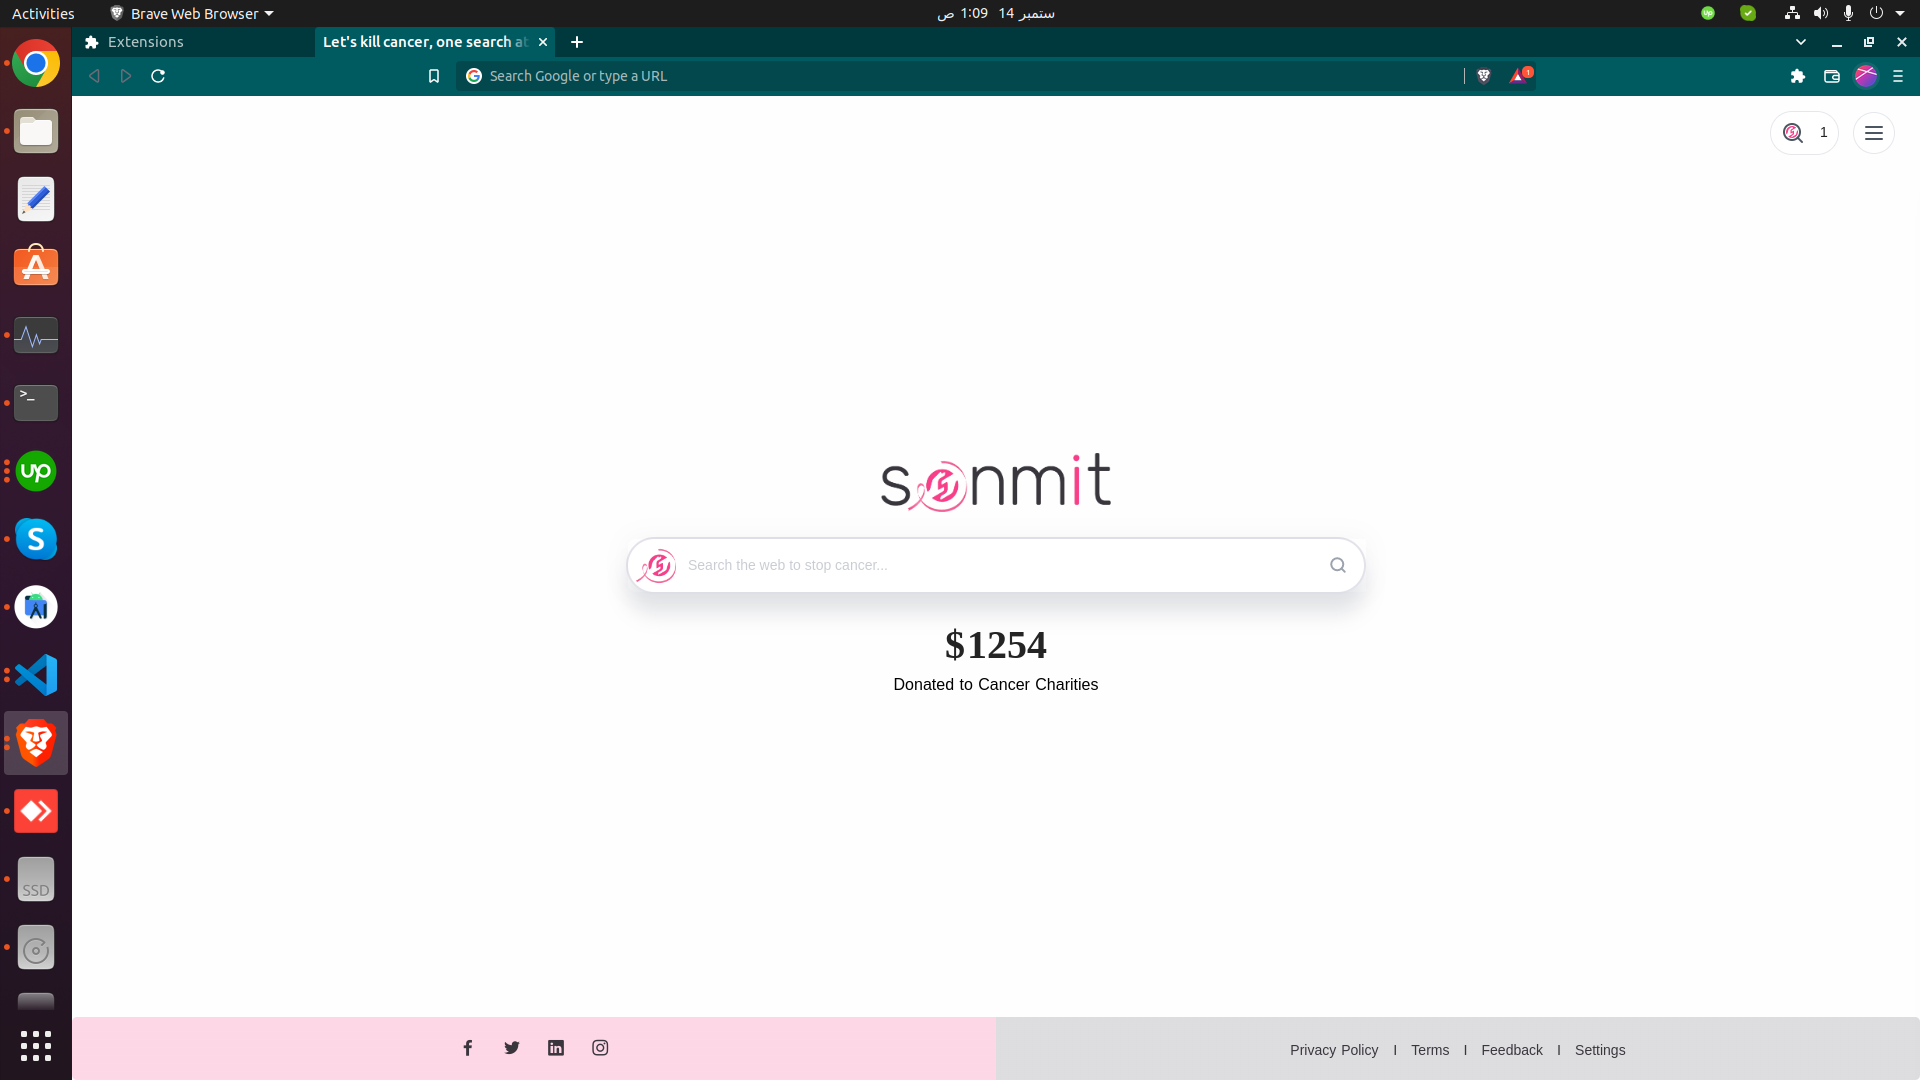 Activities
Brave Web Browser
ستمبر 14 1:09 ص
Extensions
Let's kill cancer, one search at
Search Google or type a URL
1
1
sonmit
Search the web to stop cancer...
$1254
Donated to Cancer Charities
Privacy Policy I Terms I Feedback I Settings
>_
up
S
SSD